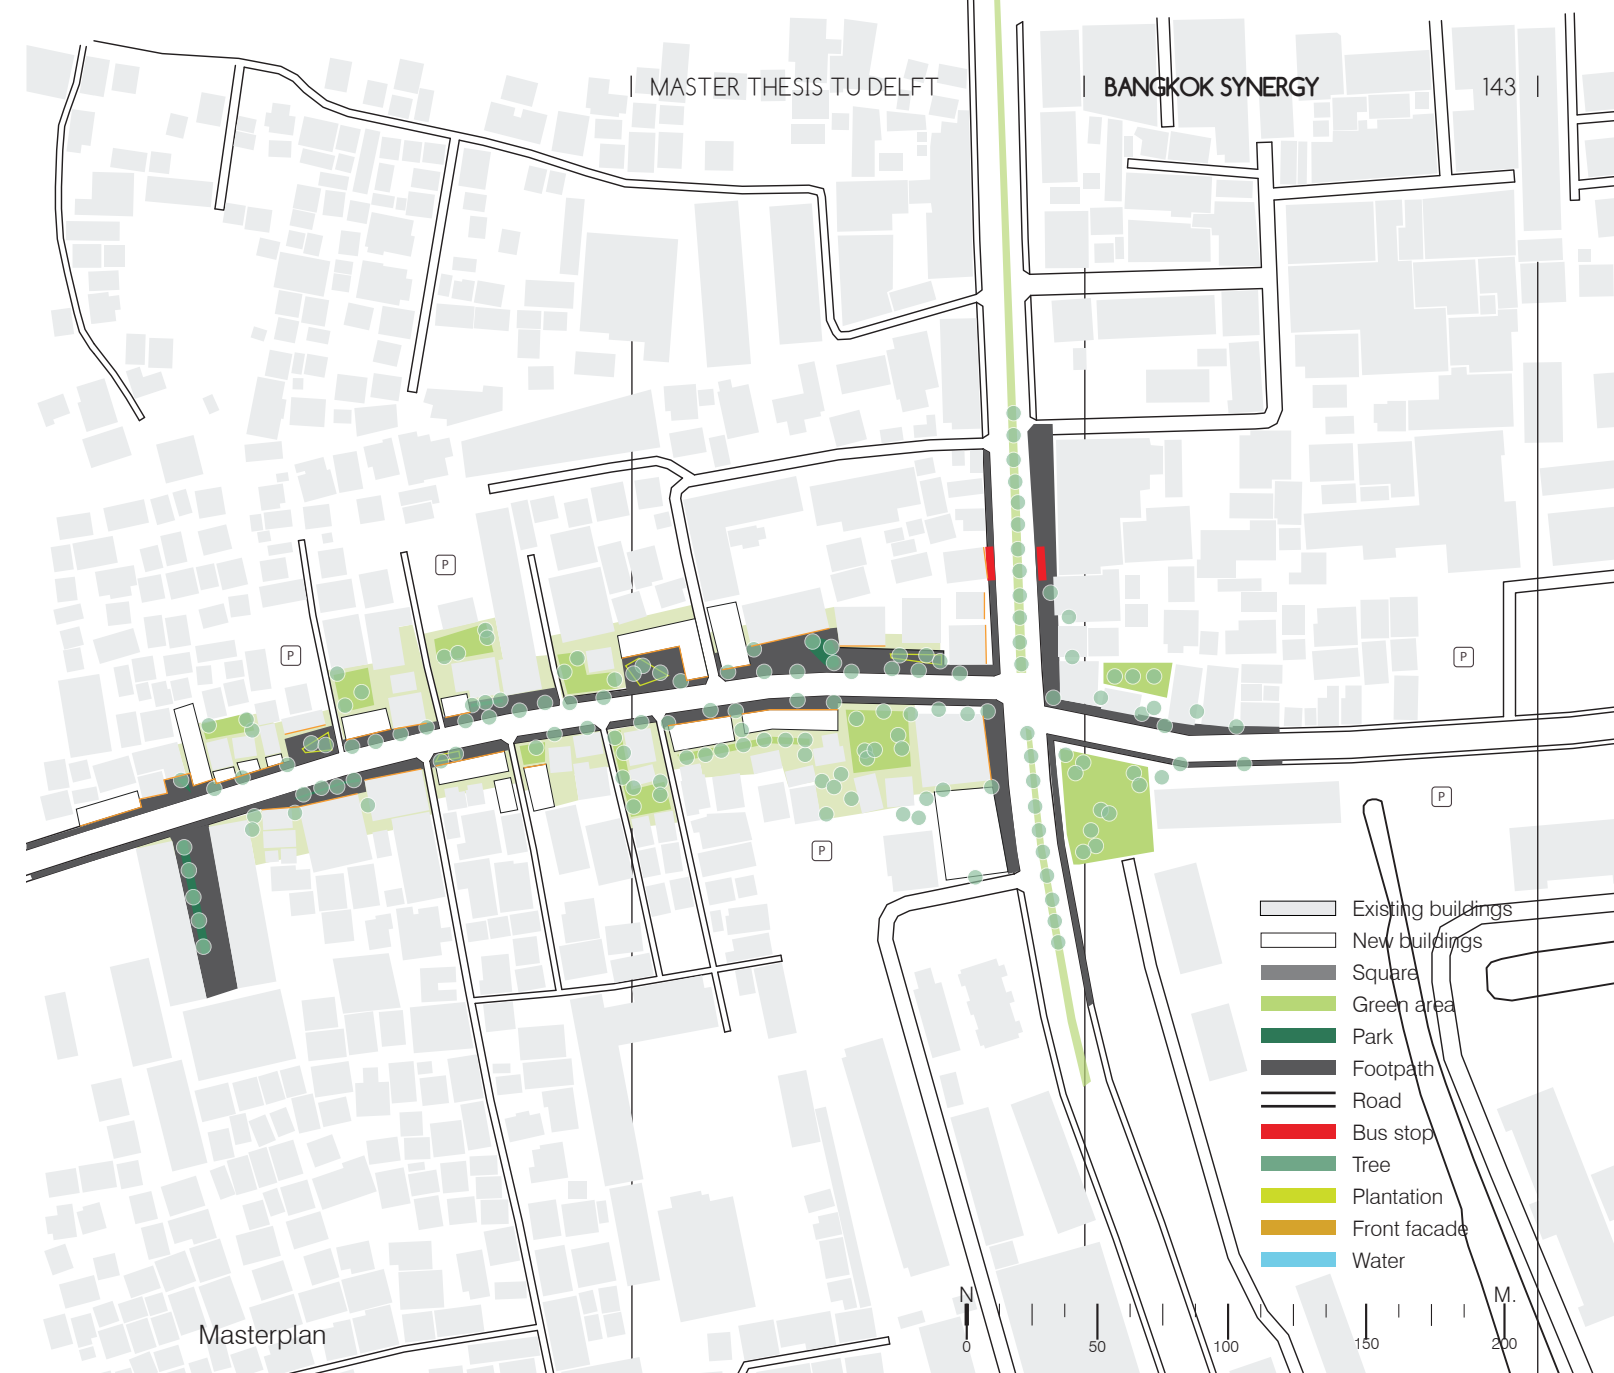 MASTER THESIS TU DELFT
BANGKOK SYNERGY
143
P
P
P
P
P
Existing buildings
New buildings
Square
Green area
Park
Footpath
Road
Bus stop
Tree
Plantation
Front facade
Water
N
M.
0
50
100
150
200
Masterplan